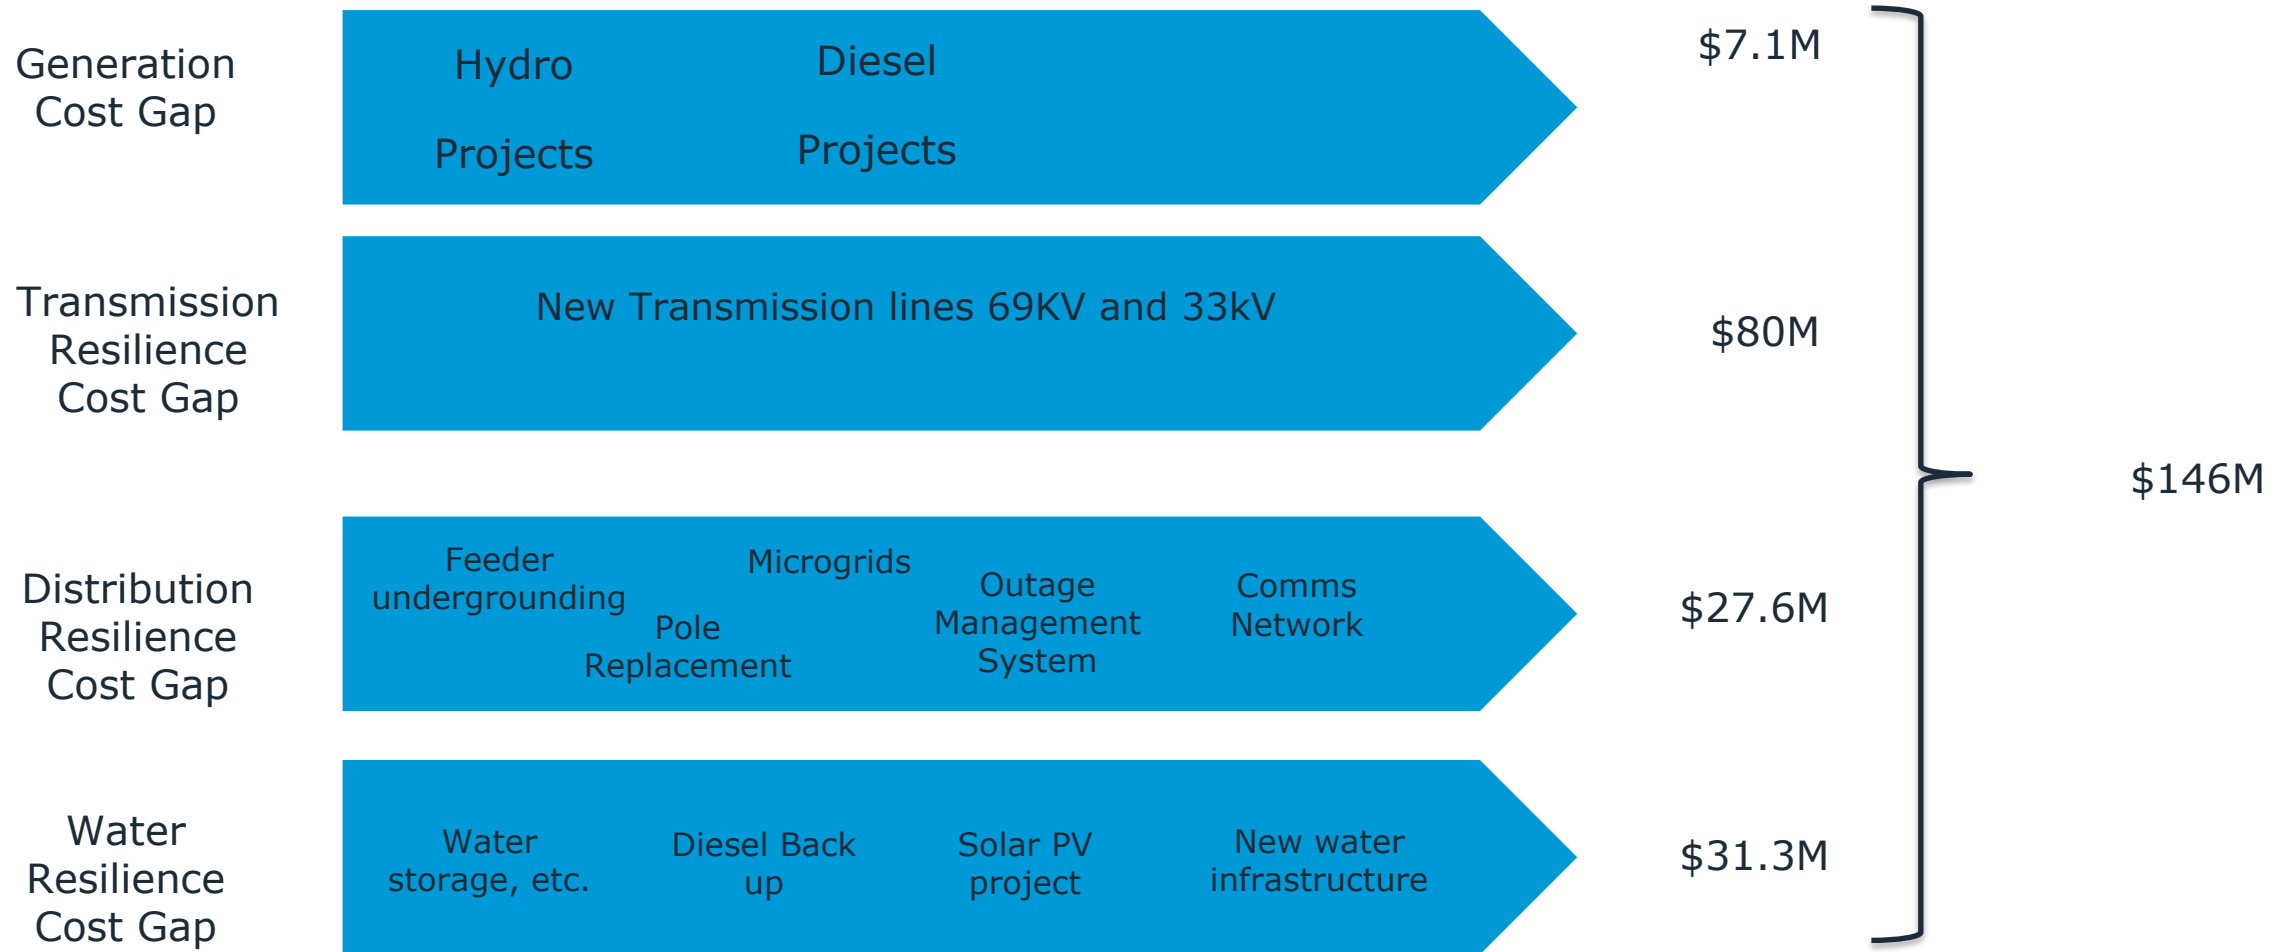 Generation
Cost Gap
Hydro
Projects
Diesel
Projects
$7.1M
Transmission
Resilience
Cost Gap
New Transmission lines 69KV and 33kV
$80M
$146M
Distribution
Resilience
Cost Gap
Feeder
undergrounding
Pole
Replacement
Microgrids
Outage
Management
System
Comms
Network
$27.6M
Water
Resilience
Cost Gap
Water
storage, etc.
Diesel Back
up
Solar PV
project
New water
infrastructure
$31.3M